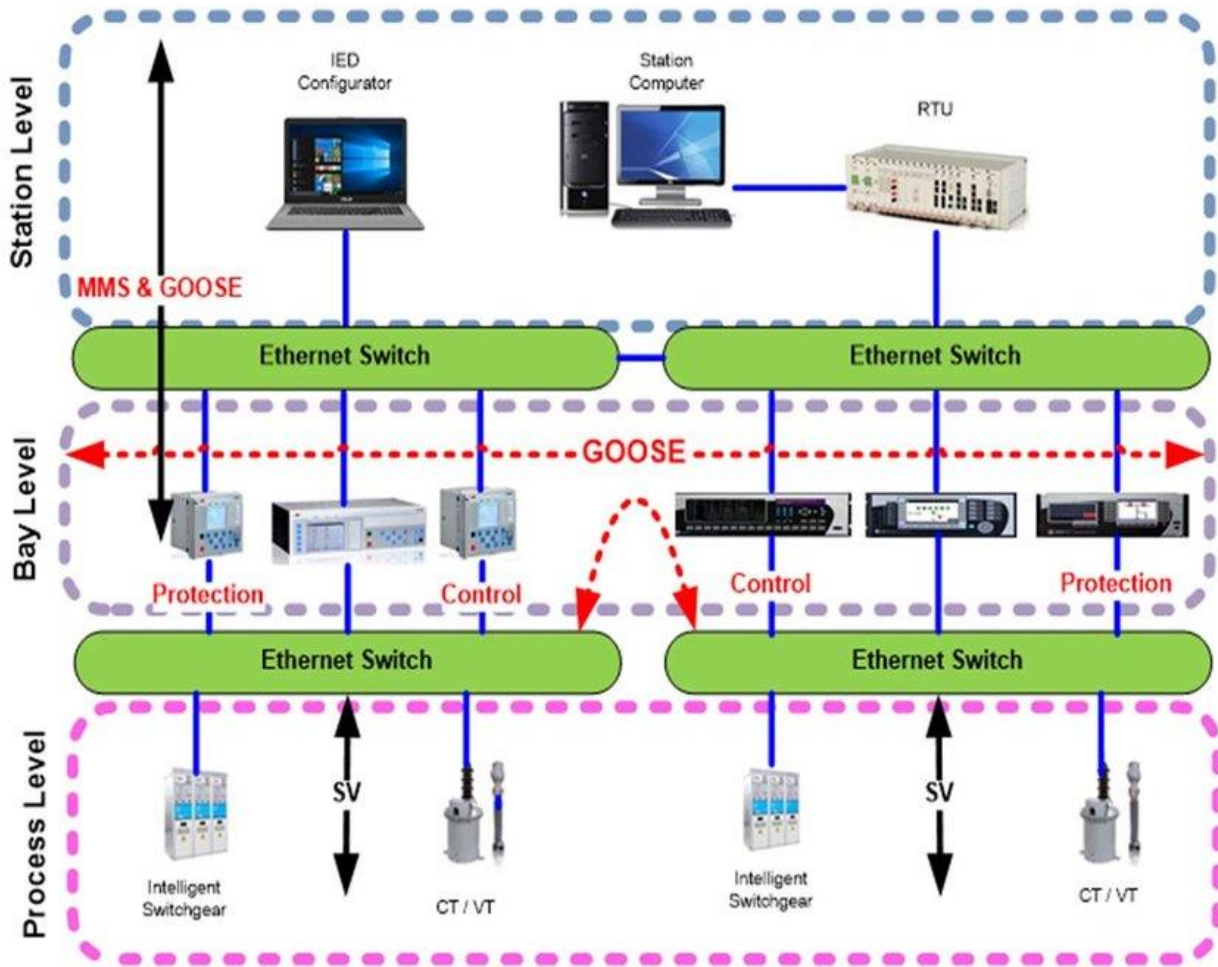 Station Level
IED
Configurator
Station
Computer
RTU
MMS & GOOSE
Ethernet Switch
Ethernet Switch
Bay Level
GOOSE
Protection
Control
Control
Protection
Ethernet Switch
Ethernet Switch
Process Level
SV
SV
Intelligent
Switchgear
CT / VT
Intelligent
Switchgear
CT / VT